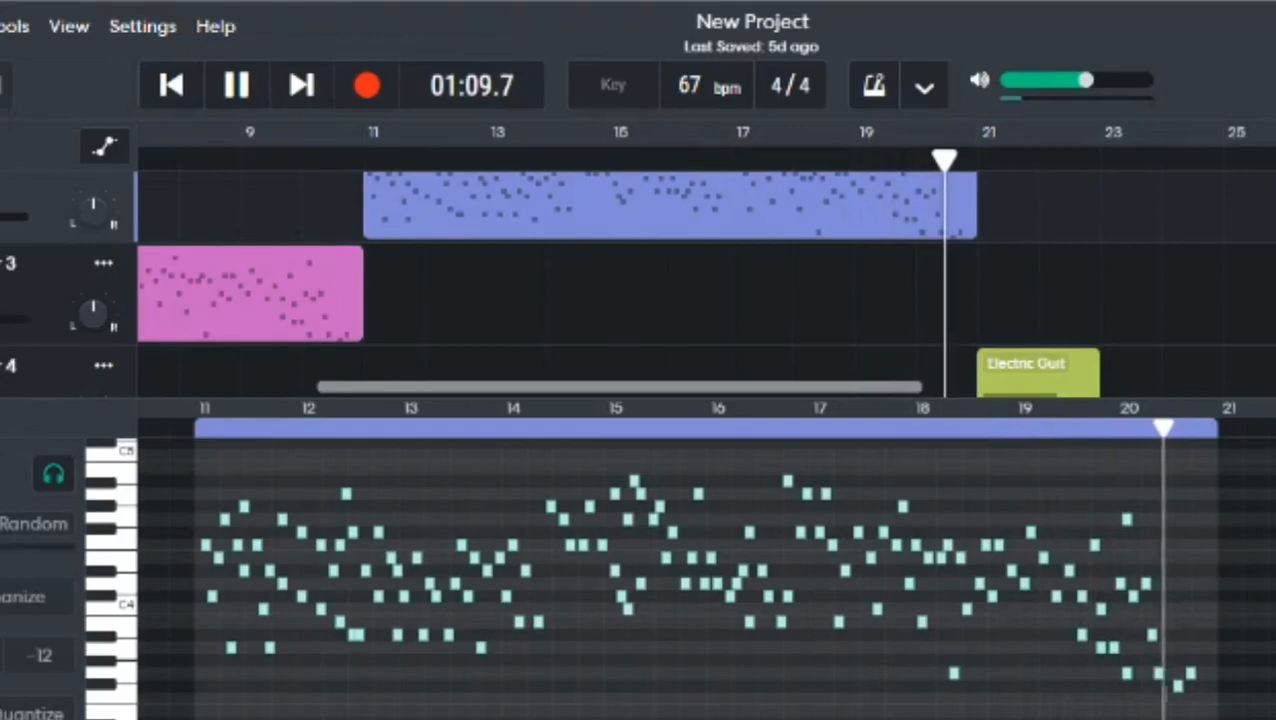 ools View Settings Help
New Project
Last Saved: 5d ago
01:09.7
Key
67 bpm
4/4
9 11 13 15 17 19 21 23 25
L R
3
L R
4
Electric Guit
11 12 13 14 15 16 17 18 19 20 21
C5
Random
anize
C4
-12
uantize